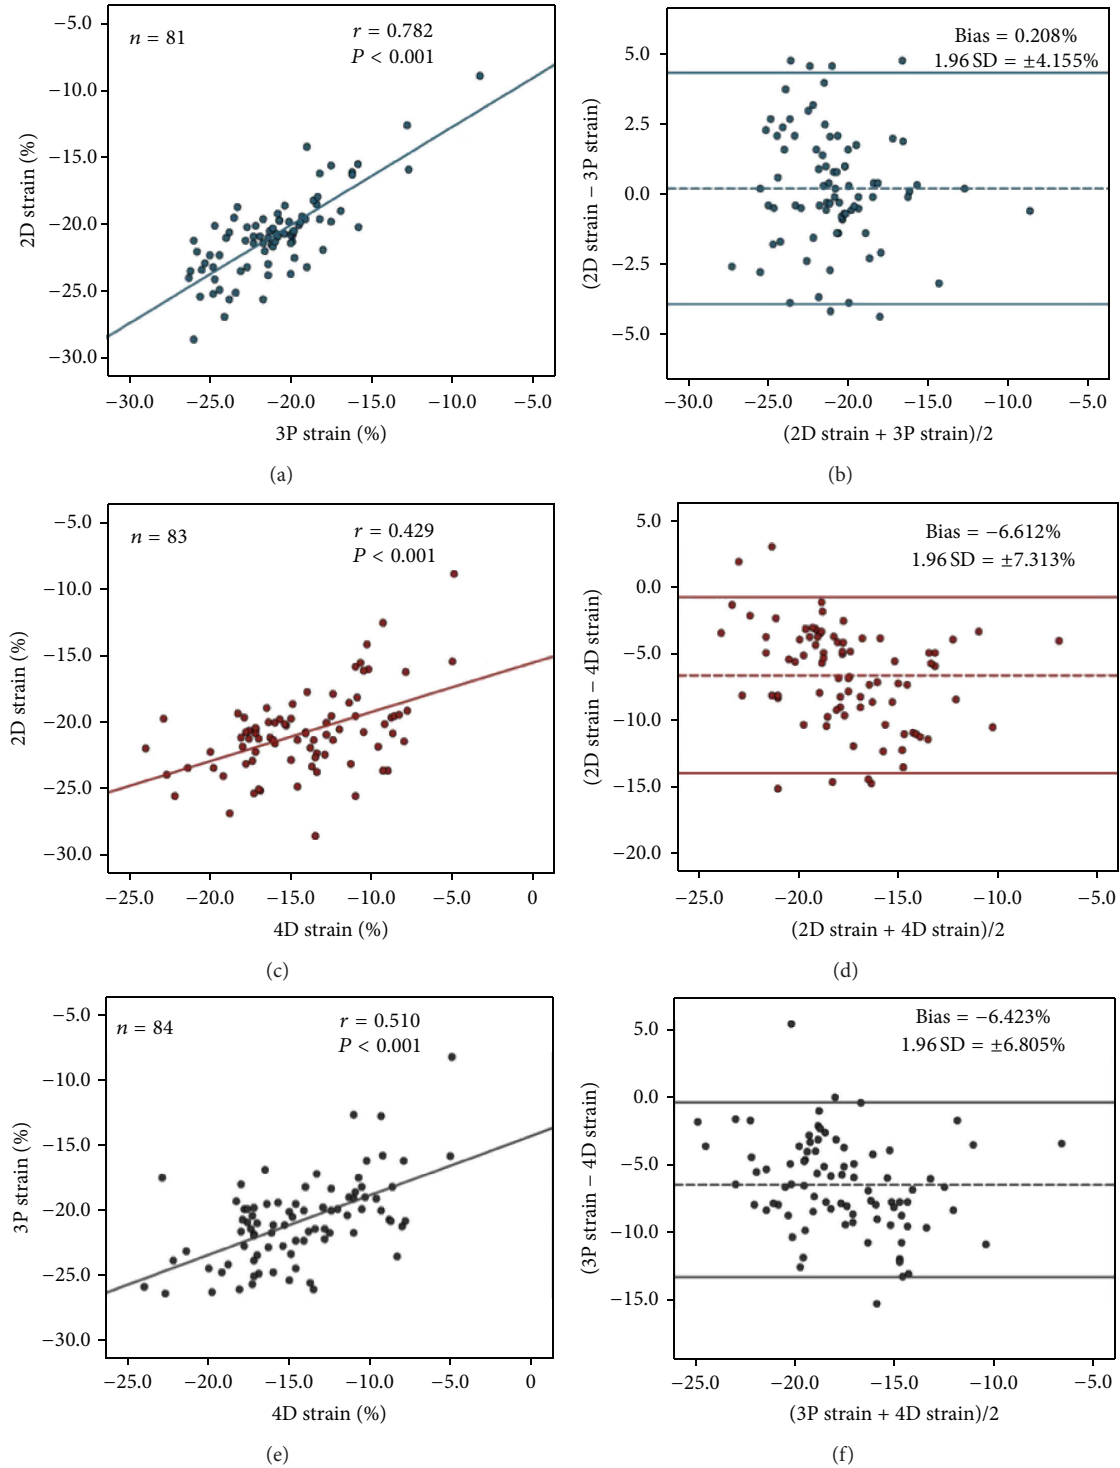 n = 81
r = 0.782
P < 0.001
−5.0
−10.0
−15.0
−20.0
−25.0
−30.0
2D strain (%)
−30.0 −25.0 −20.0 −15.0 −10.0 −5.0
3P strain (%)
(a)
Bias = 0.208%
1.96 SD = ±4.155%
5.0
2.5
0.0
−2.5
−5.0
(2D strain − 3P strain)
−30.0 −25.0 −20.0 −15.0 −10.0 −5.0
(2D strain + 3P strain)/2
(b)
n = 83
r = 0.429
P < 0.001
−5.0
−10.0
−15.0
−20.0
−25.0
−30.0
2D strain (%)
−25.0 −20.0 −15.0 −10.0 −5.0 0
4D strain (%)
(c)
Bias = −6.612%
1.96 SD = ±7.313%
5.0
0.0
−5.0
−10.0
−15.0
−20.0
(2D strain − 4D strain)
−25.0 −20.0 −15.0 −10.0 −5.0
(2D strain + 4D strain)/2
(d)
n = 84
r = 0.510
P < 0.001
−5.0
−10.0
−15.0
−20.0
−25.0
−30.0
3P strain (%)
−25.0 −20.0 −15.0 −10.0 −5.0 0
4D strain (%)
(e)
Bias = −6.423%
1.96 SD = ±6.805%
5.0
0.0
−5.0
−10.0
−15.0
(3P strain − 4D strain)
−25.0 −20.0 −15.0 −10.0 −5.0
(3P strain + 4D strain)/2
(f)